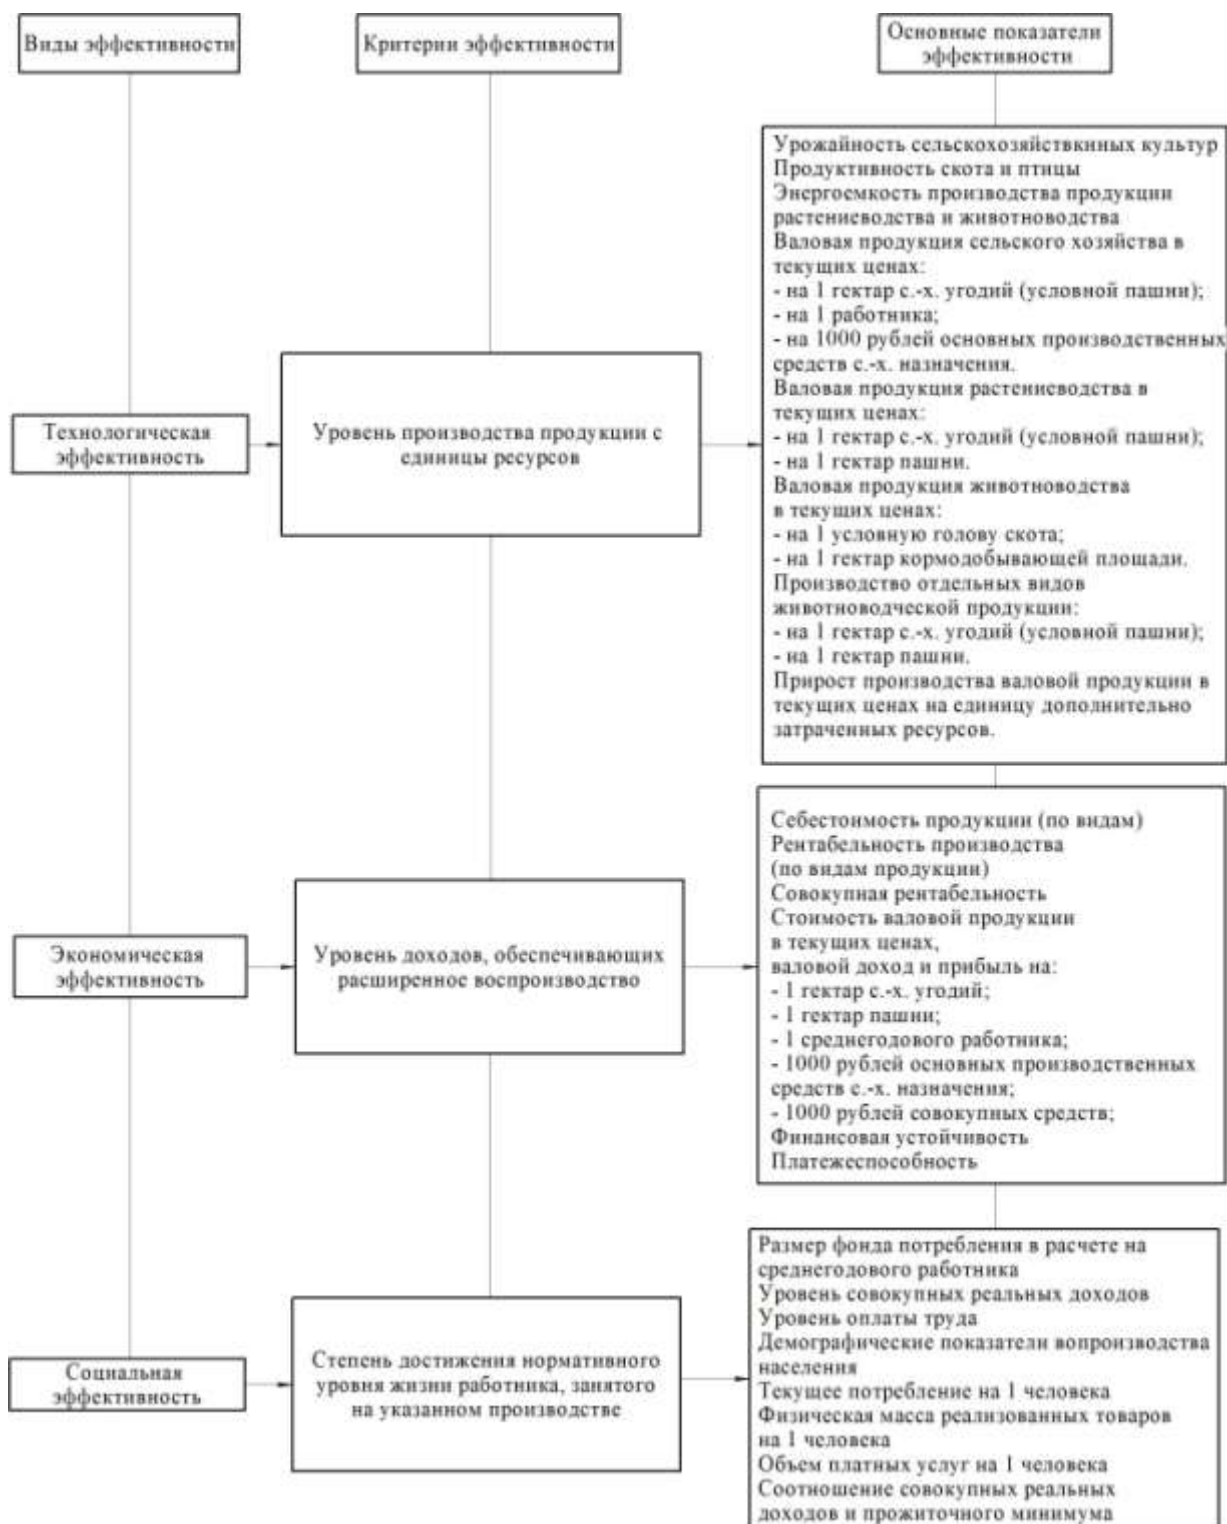 Виды эффективности
Критерии эффективности
Основные показатели
эффективности
Технологическая
эффективность
Уровень производства продукции с
единицы ресурсов
Урожайность сельскохозяйствкнных культур
Продуктивность скота и птицы
Энергоемкость производства продукции
растениеводства и животноводства
Валовая продукция сельского хозяйства в
текущих ценах:
- на 1 гектар с.-х. угодий (условной пашни);
- на 1 работника;
- на 1000 рублей основных производственных
средств с.-х. назначения.
Валовая продукция растениеводства в
текущих ценах:
- на 1 гектар с.-х. угодий (условной пашни);
- на 1 гектар пашни.
Валовая продукция животноводства
в текущих ценах:
- на 1 условную голову скота;
- на 1 гектар кормодобывающей площади.
Производство отдельных видов
животноводческой продукции:
- на 1 гектар с.-х. угодий (условной пашни);
- на 1 гектар пашни.
Прирост производства валовой продукции в
текущих ценах на единицу дополнительно
затраченных ресурсов.
Экономическая
эффективность
Уровень доходов, обеспечивающих
расширенное воспроизводство
Себестоимость продукции (по видам)
Рентабельность производства
(по видам продукции)
Совокупная рентабельность
Стоимость валовой продукции
в текущих ценах,
валовой доход и прибыль на:
- 1 гектар с.-х. угодий;
- 1 гектар пашни;
- 1 среднегодового работника;
- 1000 рублей основных производственных
средств с.-х. назначения;
- 1000 рублей совокупных средств;
Финансовая устойчивость
Платежеспособность
Социальная
эффективность
Степень достижения нормативного
уровня жизни работника, занятого
на указанном производстве
Размер фонда потребления в расчете на
среднегодового работника
Уровень совокупных реальных доходов
Уровень оплаты труда
Демографические показатели вопроизводства
населения
Текущее потребление на 1 человека
Физическая масса реализованных товаров
на 1 человека
Объем платных услуг на 1 человека
Соотношение совокупных реальных
доходов и прожиточного минимума